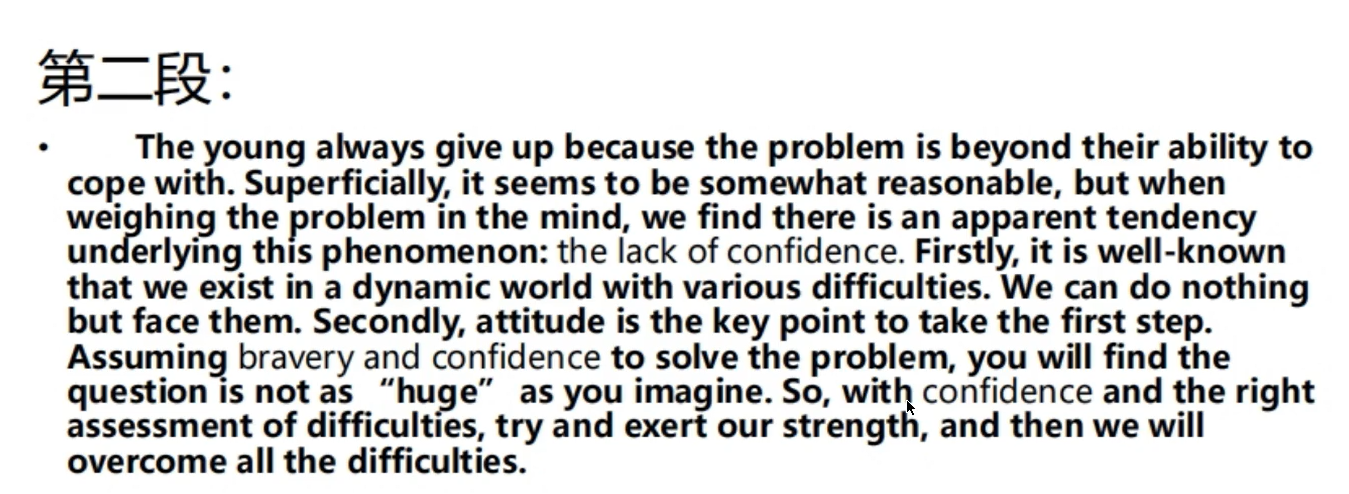 第二段：
• The young always give up because the problem is beyond their ability to
cope with. Superficially, it seems to be somewhat reasonable, but when
weighing the problem in the mind, we find there is an apparent tendency
underlying this phenomenon: the lack of confidence. Firstly, it is well-known
that we exist in a dynamic world with various difficulties. We can do nothing
but face them. Secondly, attitude is the key point to take the first step.
Assuming bravery and confidence to solve the problem, you will find the
question is not as “huge” as you imagine. So, with confidence and the right
assessment of difficulties, try and exert our strength, and then we will
overcome all the difficulties.